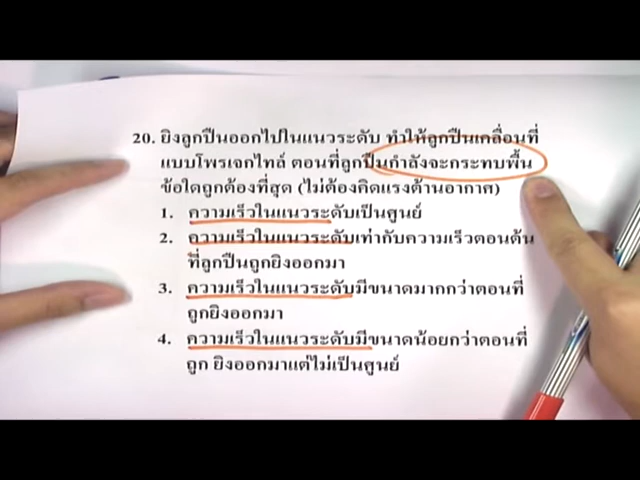 20. ยิงลูกปืนออกไปในแนวระดับ ทำให้ลูกปืนเคลื่อนที่
แบบโพรเจกไทล์ ตอนที่ลูกปืนกำลังจะกระทบพื้น
ข้อใดถูกต้องที่สุด (ไม่ต้องคิดแรงต้านอากาศ)
1. ความเร็วในแนวระดับเป็นศูนย์
2. ความเร็วในแนวระดับเท่ากับความเร็วตอนต้น
ที่ลูกปืนถูกยิงออกมา
3. ความเร็วในแนวระดับมีขนาดมากกว่าตอนที่
ถูกยิงออกมา
4. ความเร็วในแนวระดับมีขนาดน้อยกว่าตอนที่
ถูก ยิงออกมาแต่ไม่เป็นศูนย์